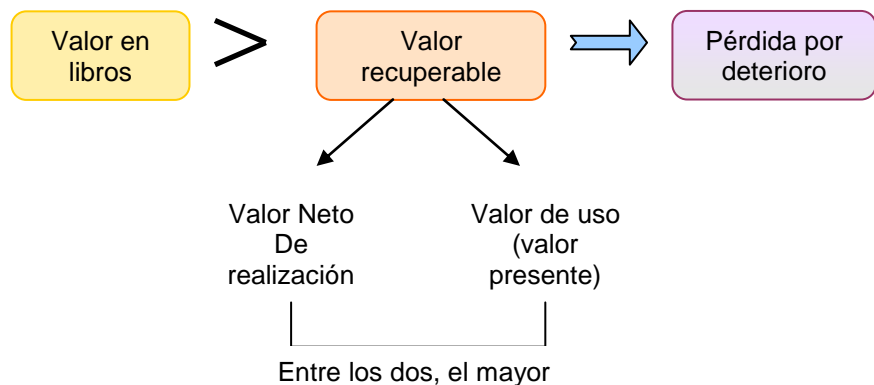 Valor en
libros
>
Valor
recuperable
Pérdida por
deterioro
Valor Neto
De
realización
Valor de uso
(valor
presente)
Entre los dos, el mayor